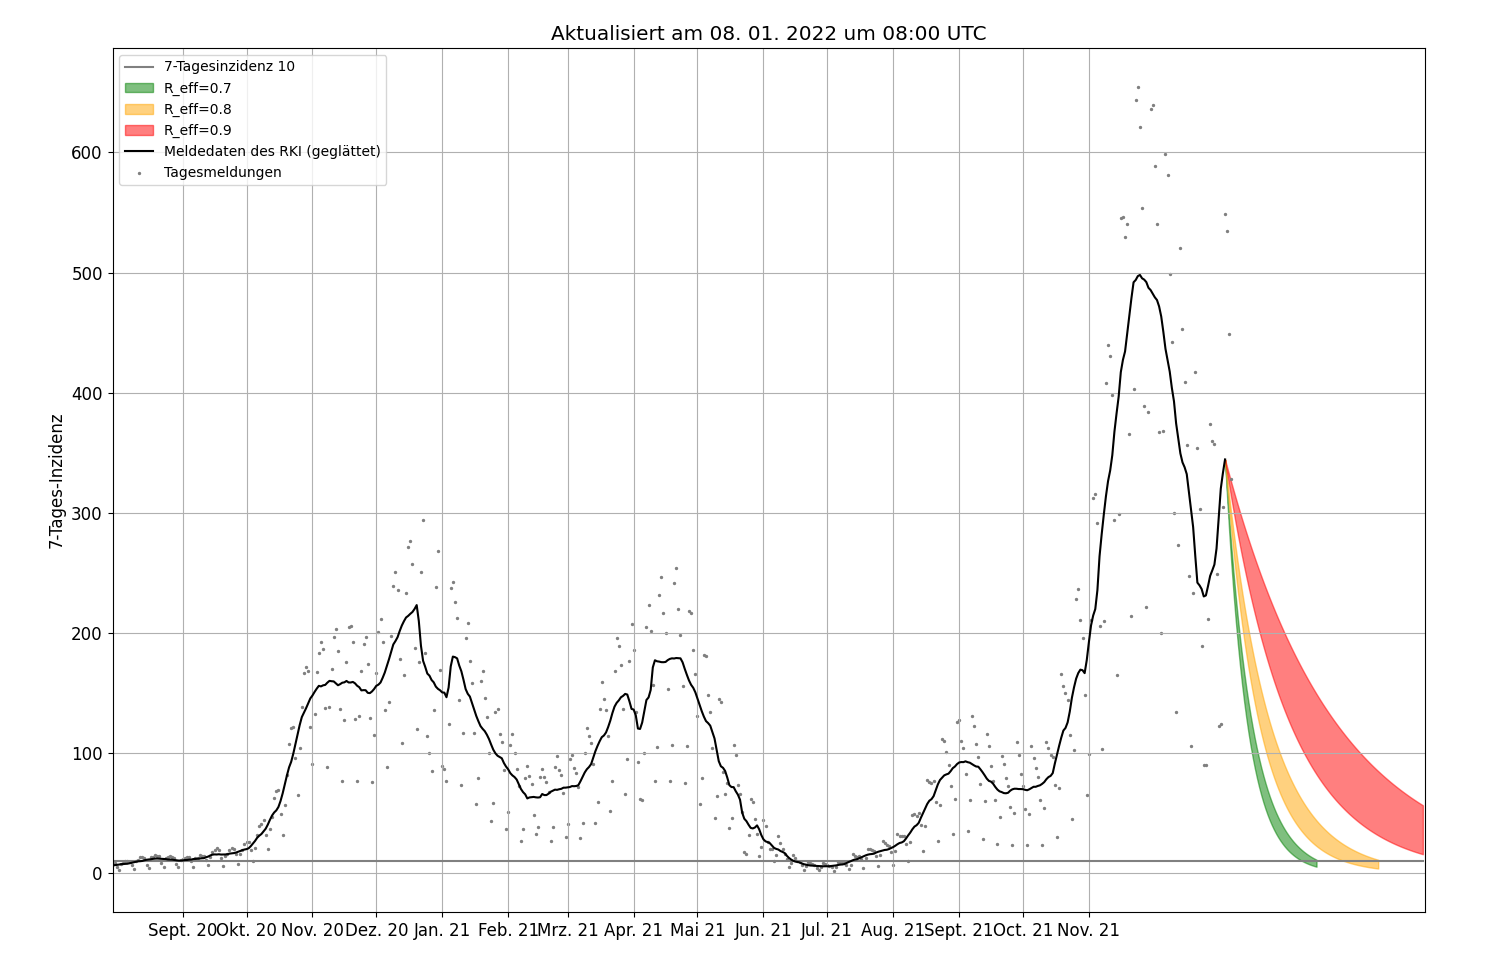 Aktualisiert am 08. 01. 2022 um 08:00 UTC
7-Tagesinzidenz 10
R_eff=0.7
R_eff=0.8
R_eff=0.9
Meldedaten des RKI (geglättet)
Tagesmeldungen
7-Tages-Inzidenz
600
500
400
300
200
100
0
Sept. 20 Okt. 20 Nov. 20 Dez. 20 Jan. 21 Feb. 21 Mrz. 21 Apr. 21 Mai 21 Jun. 21 Jul. 21 Aug. 21 Sept. 21 Oct. 21 Nov. 21